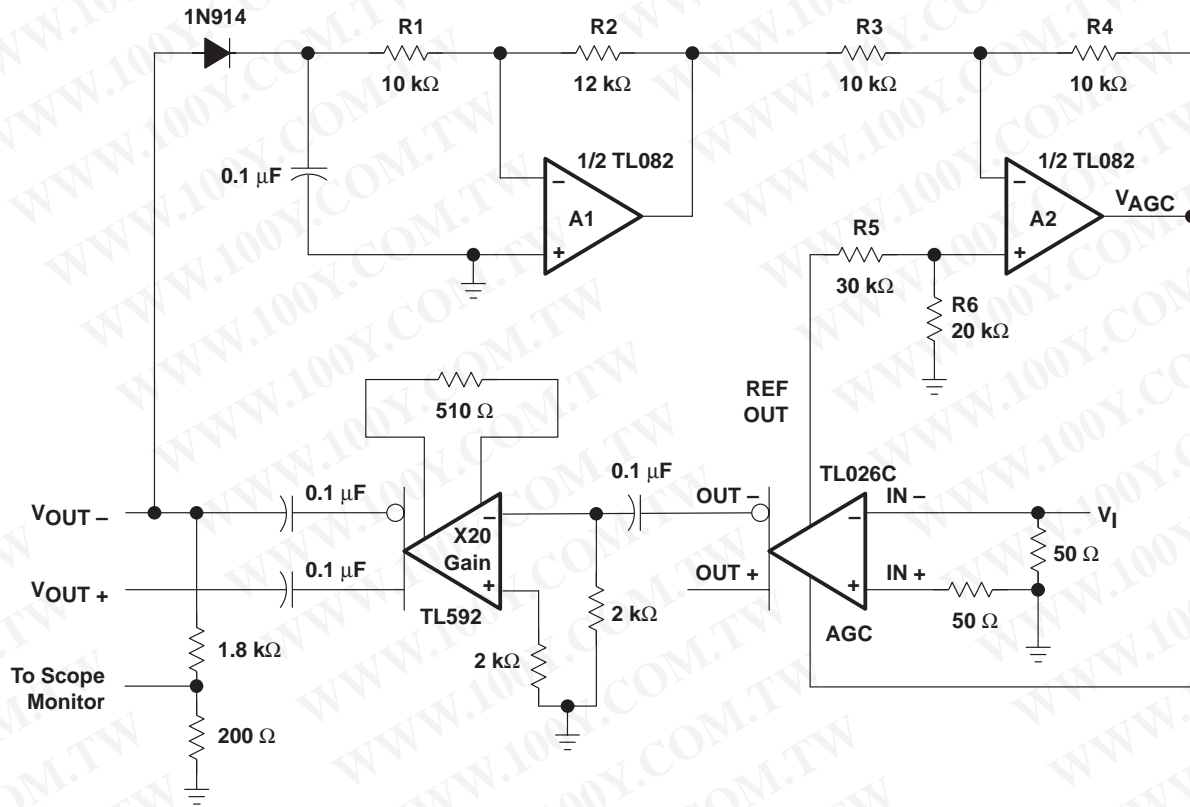 1N914
R1
R2
R3
R4
10 kΩ
12 kΩ
10 kΩ
10 kΩ
0.1 μF
1/2 TL082
−
A1
+
1/2 TL082
−
A2
+
VAGC
R5
30 kΩ
R6
20 kΩ
510 Ω
REF
OUT
TL026C
0.1 μF
0.1 μF
OUT −
IN −
VI
VOUT −
−
X20
Gain
+
−
+
50 Ω
0.1 μF
OUT +
IN +
VOUT +
TL592
2 kΩ
AGC
50 Ω
1.8 kΩ
2 kΩ
To Scope
Monitor
200 Ω
WWW.100Y.COM.TW